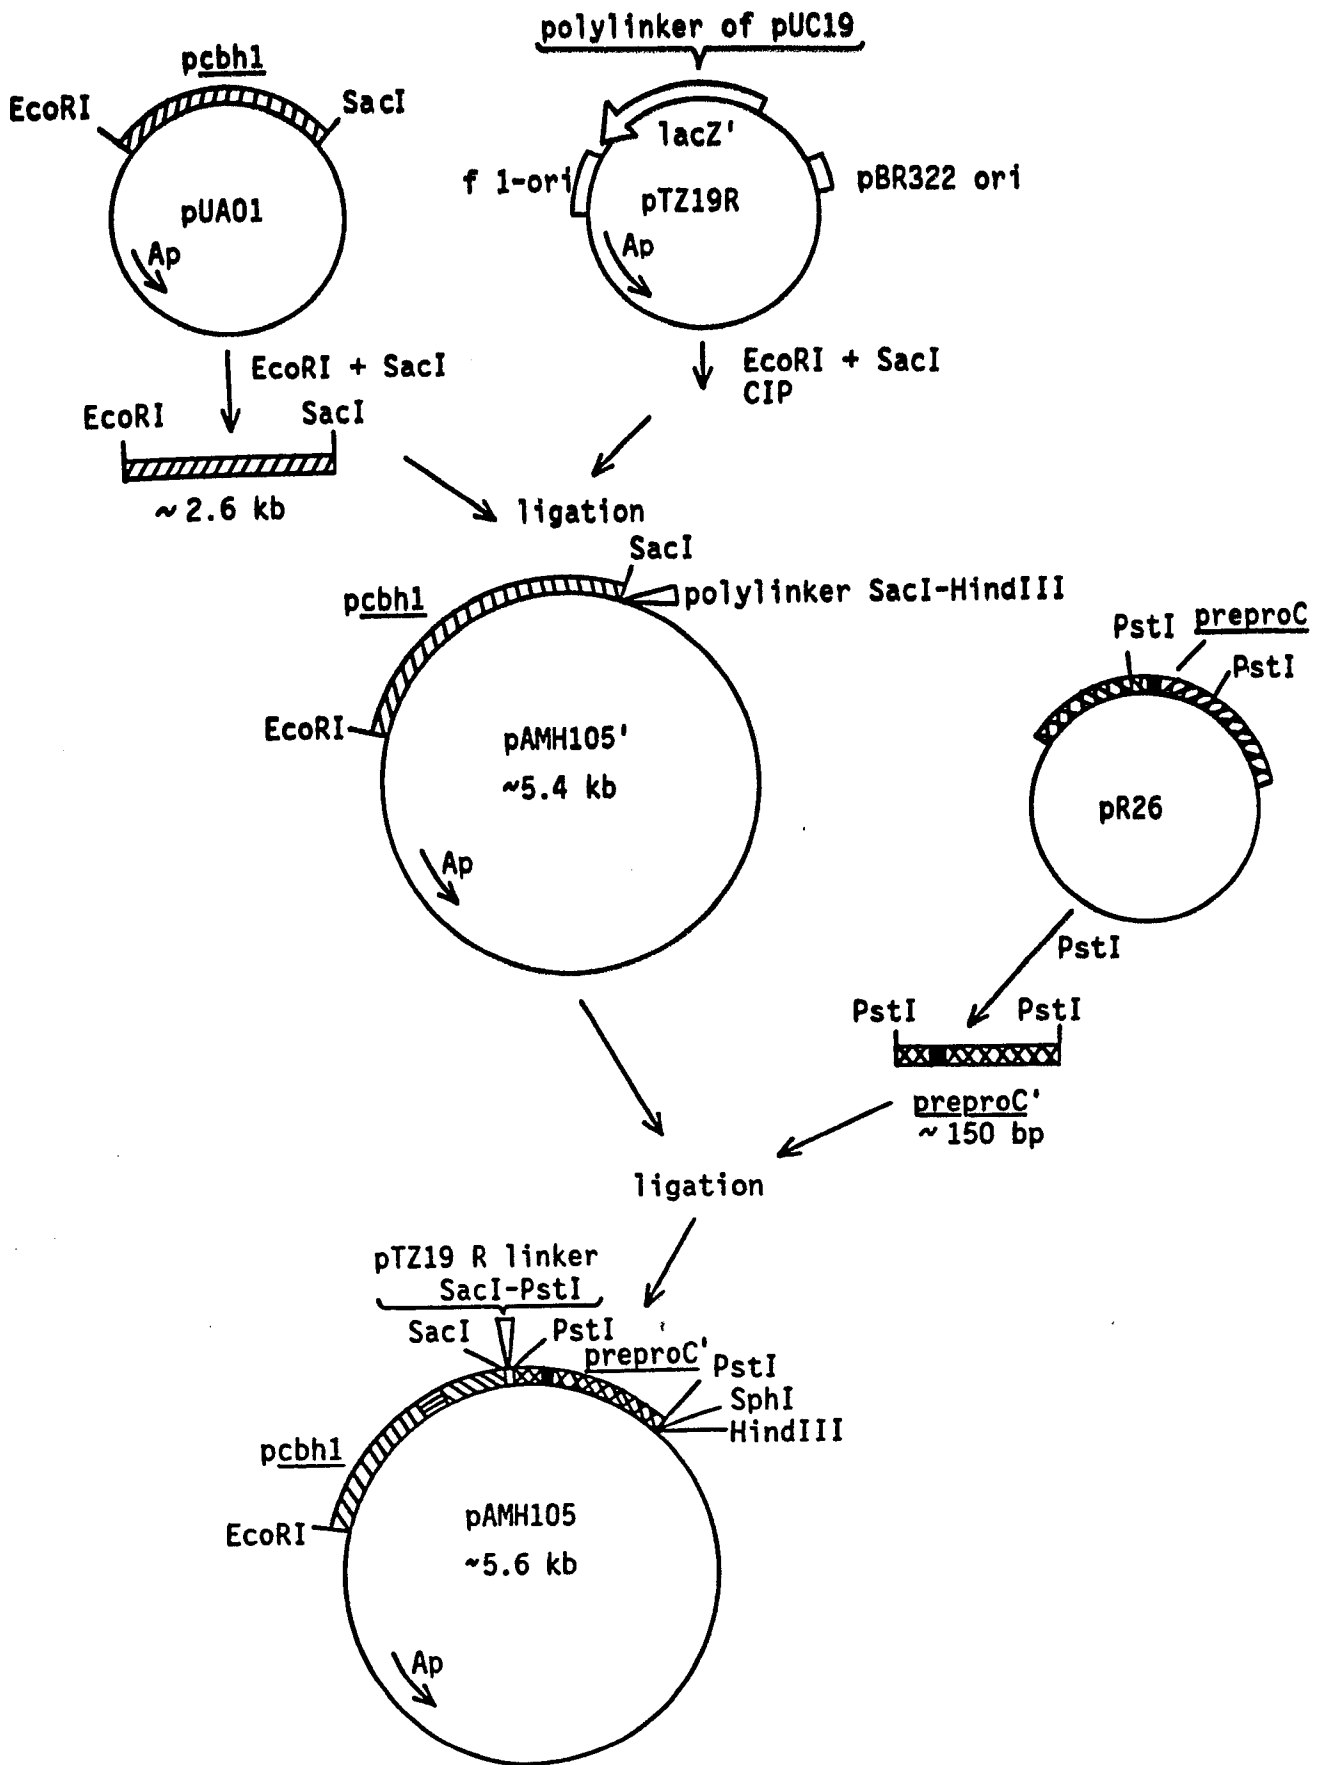 polylinker of pUC19
pcbh1
EcoRI
SacI
lacZ'
f 1-ori
pBR322 ori
pUA01
pTZ19R
Ap
Ap
EcoRI + SacI
EcoRI + SacI
CIP
EcoRI
SacI
~ 2.6 kb
ligation
SacI
pcbh1
polylinker SacI-HindIII
PstI
preproC
PstI
EcoRI
pAMH105'
~5.4 kb
pR26
Ap
PstI
PstI
PstI
preproC'
~ 150 bp
ligation
pTZ19 R linker
SacI-PstI
SacI
PstI
preproC'
PstI
SphI
HindIII
pcbh1
EcoRI
pAMH105
~5.6 kb
Ap